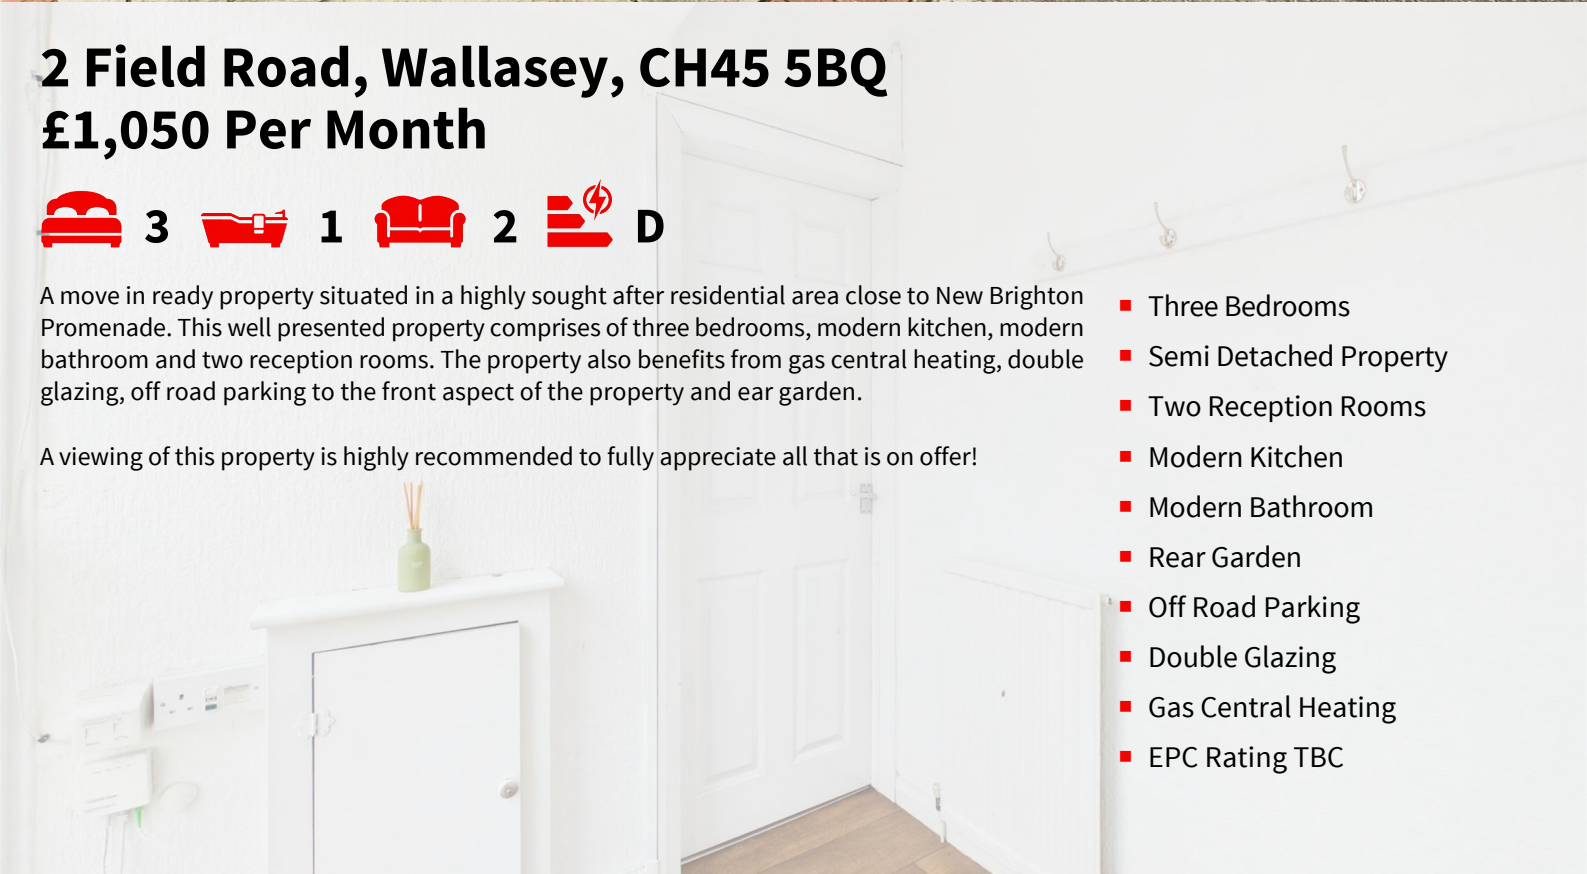 2 Field Road, Wallasey, CH45 5BQ
£1,050 Per Month
3 1 2 D
A move in ready property situated in a highly sought after residential area close to New Brighton
Promenade. This well presented property comprises of three bedrooms, modern kitchen, modern
bathroom and two reception rooms. The property also benefits from gas central heating, double
glazing, off road parking to the front aspect of the property and ear garden.
A viewing of this property is highly recommended to fully appreciate all that is on offer!
Three Bedrooms
Semi Detached Property
Two Reception Rooms
Modern Kitchen
Modern Bathroom
Rear Garden
Off Road Parking
Double Glazing
Gas Central Heating
EPC Rating TBC